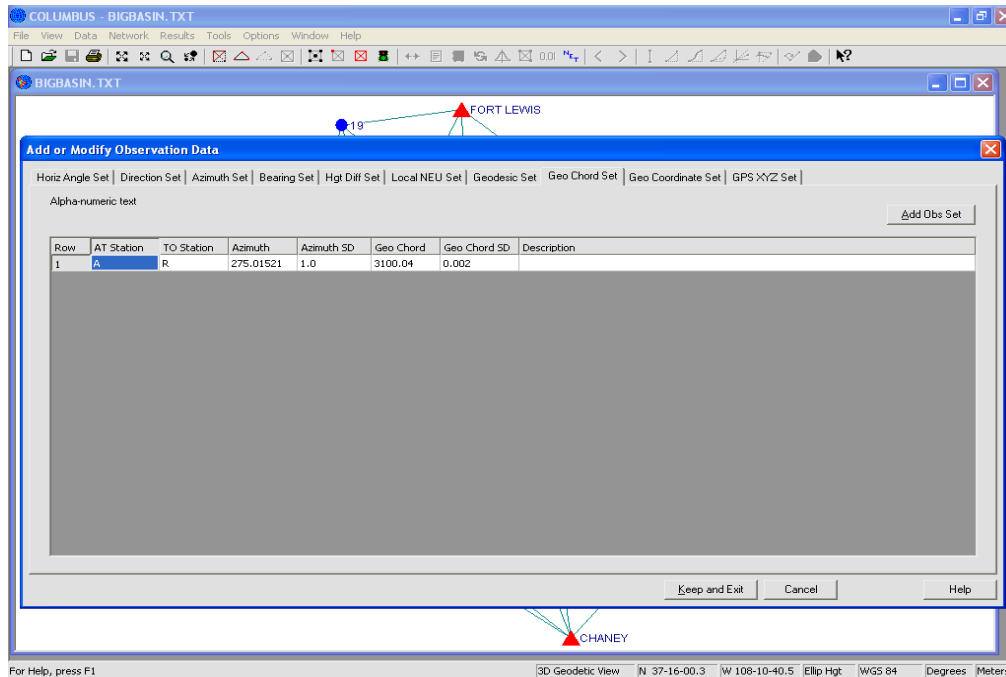 COLUMBUS - BIGBASIN.TXT
File View Data Network Results Tools Options Window Help
0.01
BIGBASIN.TXT
FORT LEWIS
19
Add or Modify Observation Data
Horiz Angle Set Direction Set Azimuth Set Bearing Set Hgt Diff Set Local NEU Set Geodesic Set Geo Chord Set Geo Coordinate Set GPS XYZ Set
Alpha-numeric text
Add Obs Set
Row AT Station TO Station Azimuth Azimuth SD Geo Chord Geo Chord SD Description
1 A R 275.01521 1.0 3100.04 0.002
Keep and Exit Cancel Help
CHANEY
For Help, press F1 3D Geodetic View N 37-16-00.3 W 108-10-40.5 Ellip Hgt WGS 84 Degrees Meter